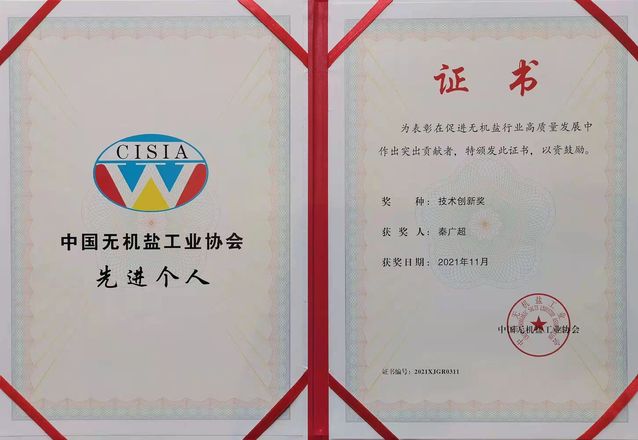 CISIA
中国无机盐工业协会
先进个人
证书
为表彰在促进无机盐行业高质量发展中
作出突出贡献者，特颁发此证书，以资鼓励。
奖种：技术创新奖
获奖人：秦广超
获奖日期：2021年11月
中国无机盐工业协会
证书编号：2021XJGR0311